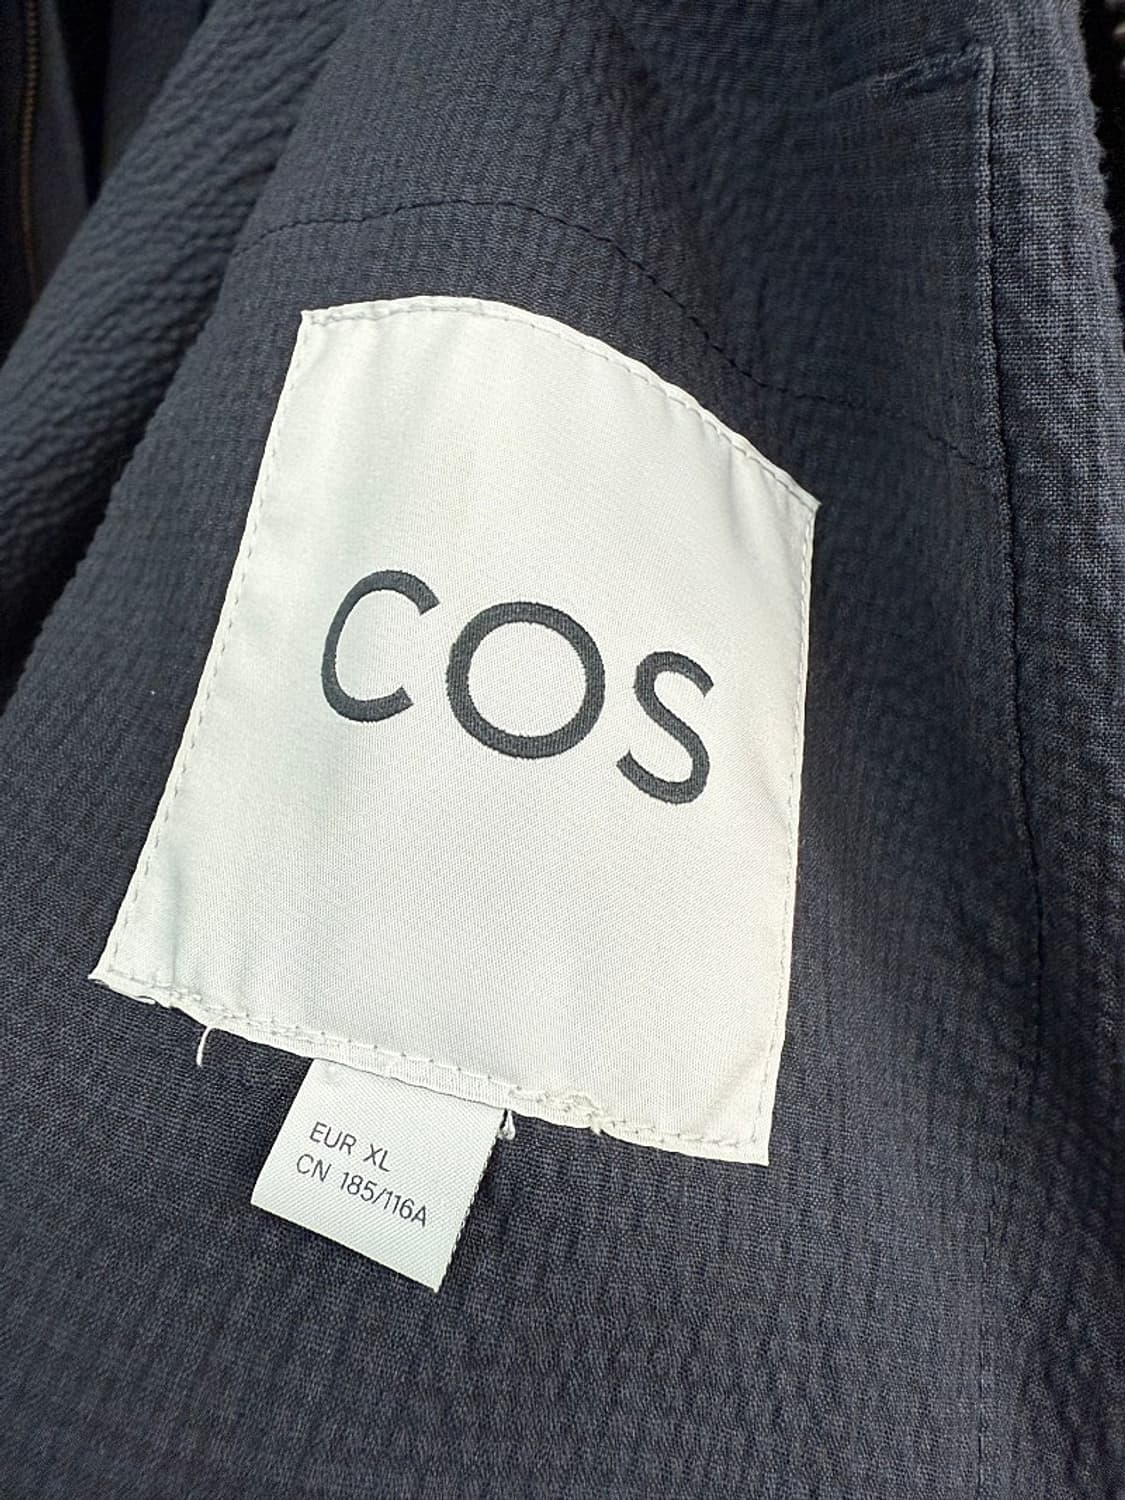 COS
EUR XL
CN 185/116A